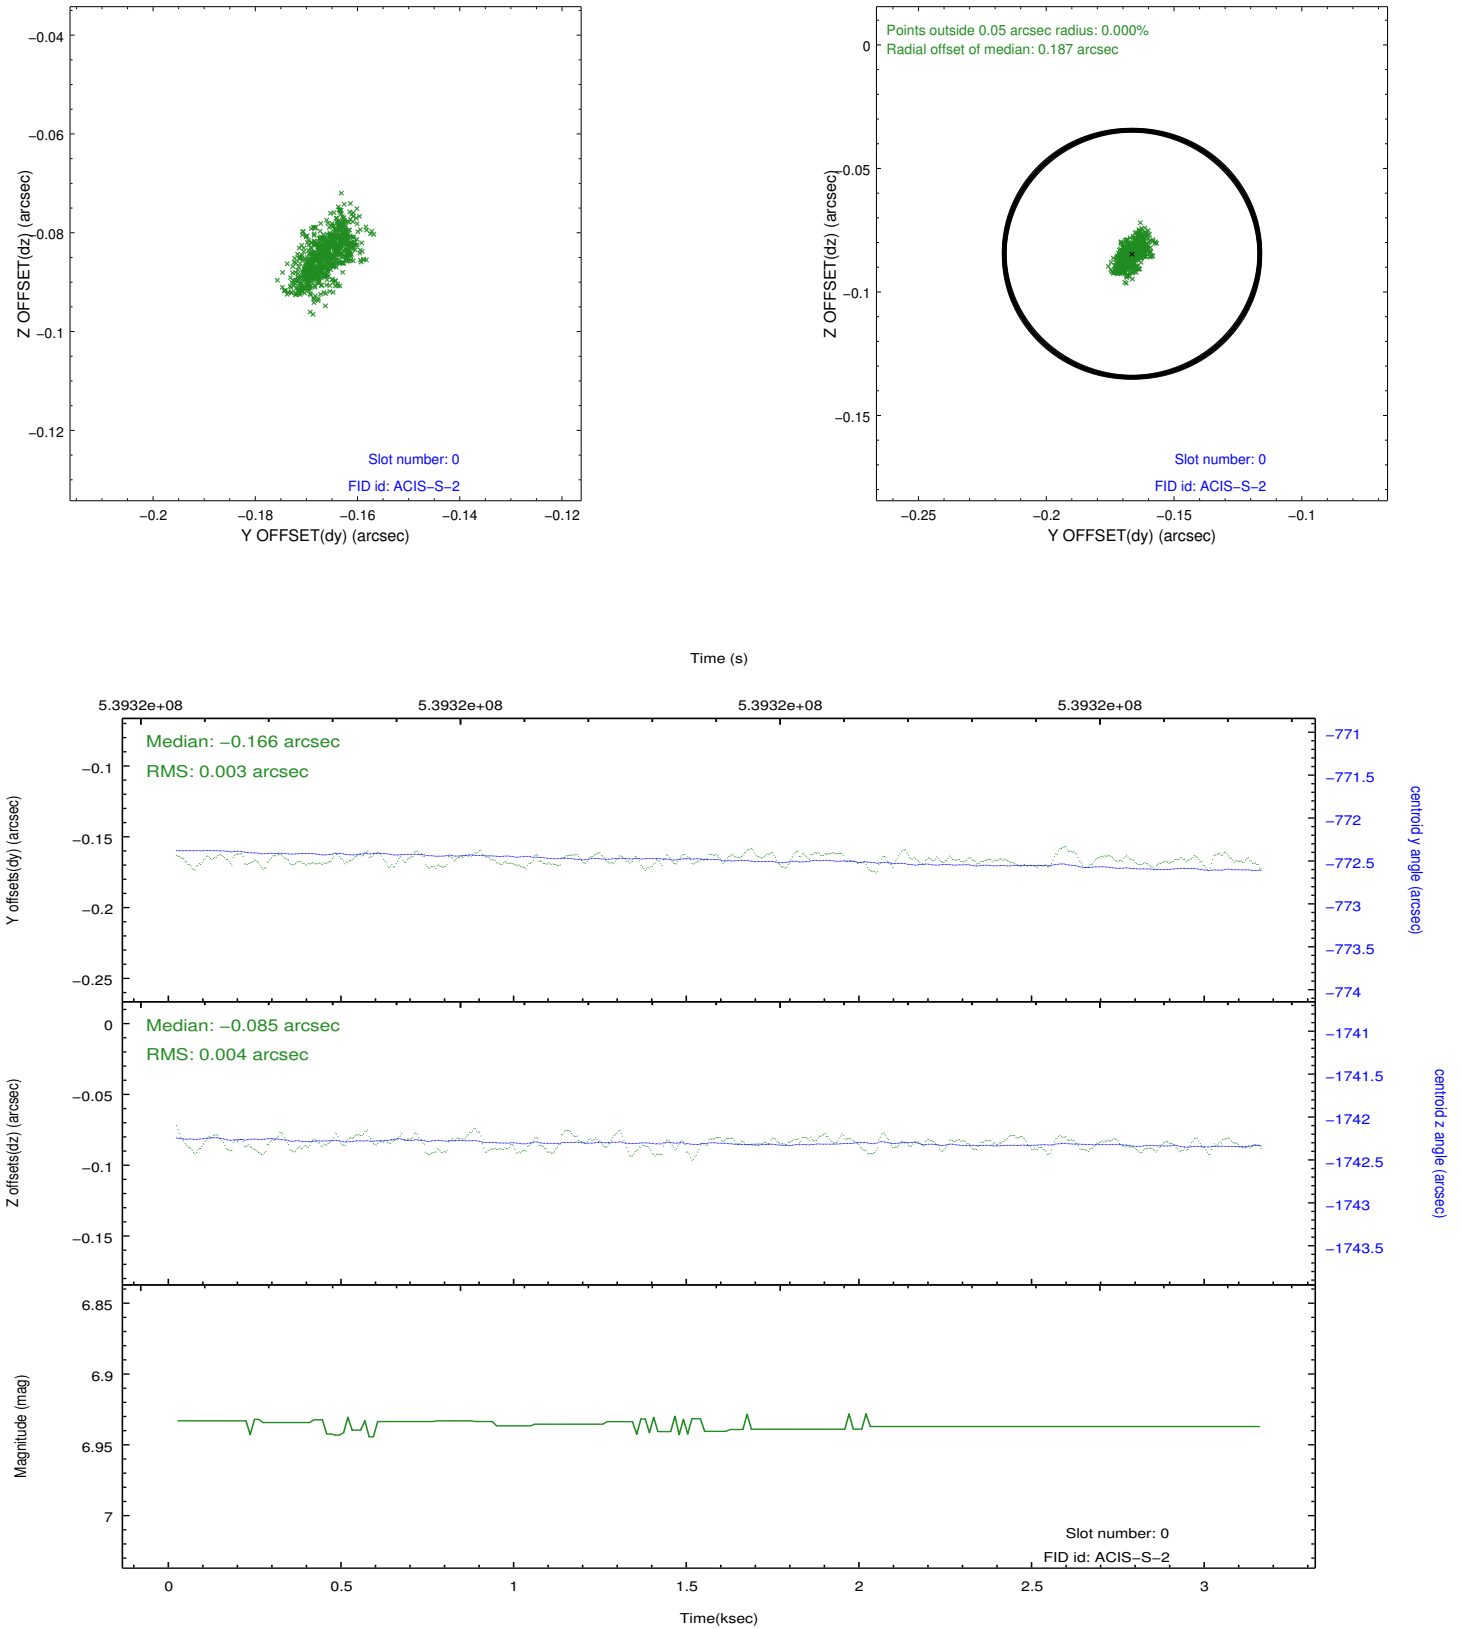 −0.04
−0.06
−0.08
−0.1
−0.12
Z OFFSET(dz) (arcsec)
Slot number: 0
FID id: ACIS−S−2
−0.2
−0.18
−0.16
−0.14
−0.12
Y OFFSET(dy) (arcsec)
Points outside 0.05 arcsec radius: 0.000%
Radial offset of median: 0.187 arcsec
0
−0.05
−0.1
−0.15
Z OFFSET(dz) (arcsec)
Slot number: 0
FID id: ACIS−S−2
−0.25
−0.2
−0.15
−0.1
Y OFFSET(dy) (arcsec)
Time (s)
5.3932e+08
5.3932e+08
5.3932e+08
5.3932e+08
Median: −0.166 arcsec
RMS: 0.003 arcsec
−0.1
−0.15
−0.2
−0.25
Y offsets(dy) (arcsec)
−771
−771.5
−772
−772.5
−773
−773.5
−774
centroid y angle (arcsec)
Median: −0.085 arcsec
RMS: 0.004 arcsec
0
−0.05
−0.1
−0.15
Z offsets(dz) (arcsec)
−1741
−1741.5
−1742
−1742.5
−1743
−1743.5
centroid z angle (arcsec)
6.85
6.9
6.95
7
Magnitude (mag)
Slot number: 0
FID id: ACIS−S−2
0
0.5
1
1.5
2
2.5
3
Time(ksec)